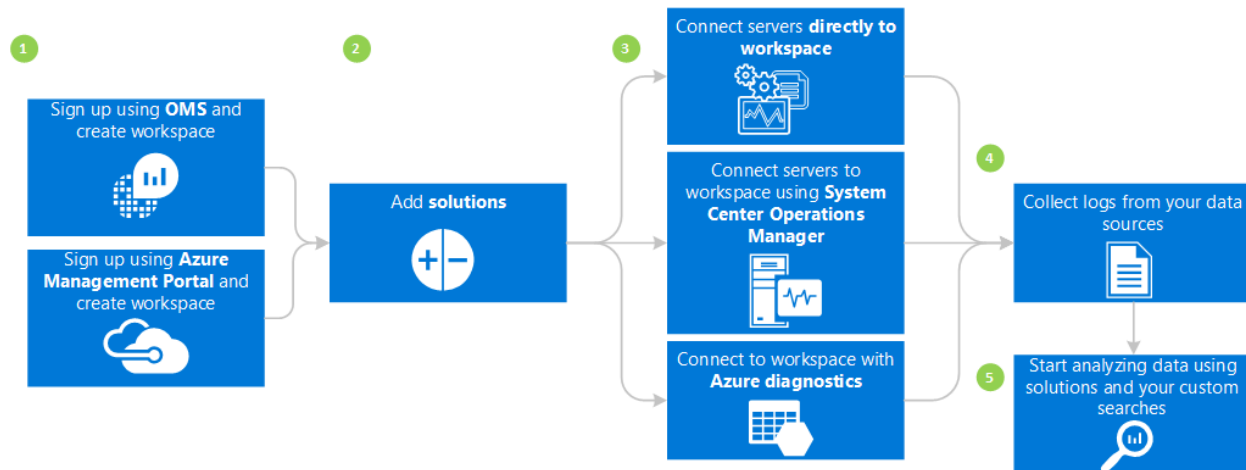 1
Sign up using OMS and
create workspace
Sign up using Azure
Management Portal and
create workspace
2
Add solutions
3
Connect servers directly to
workspace
Connect servers to
workspace using System
Center Operations
Manager
Connect to workspace with
Azure diagnostics
4
Collect logs from your data
sources
5
Start analyzing data using
solutions and your custom
searches